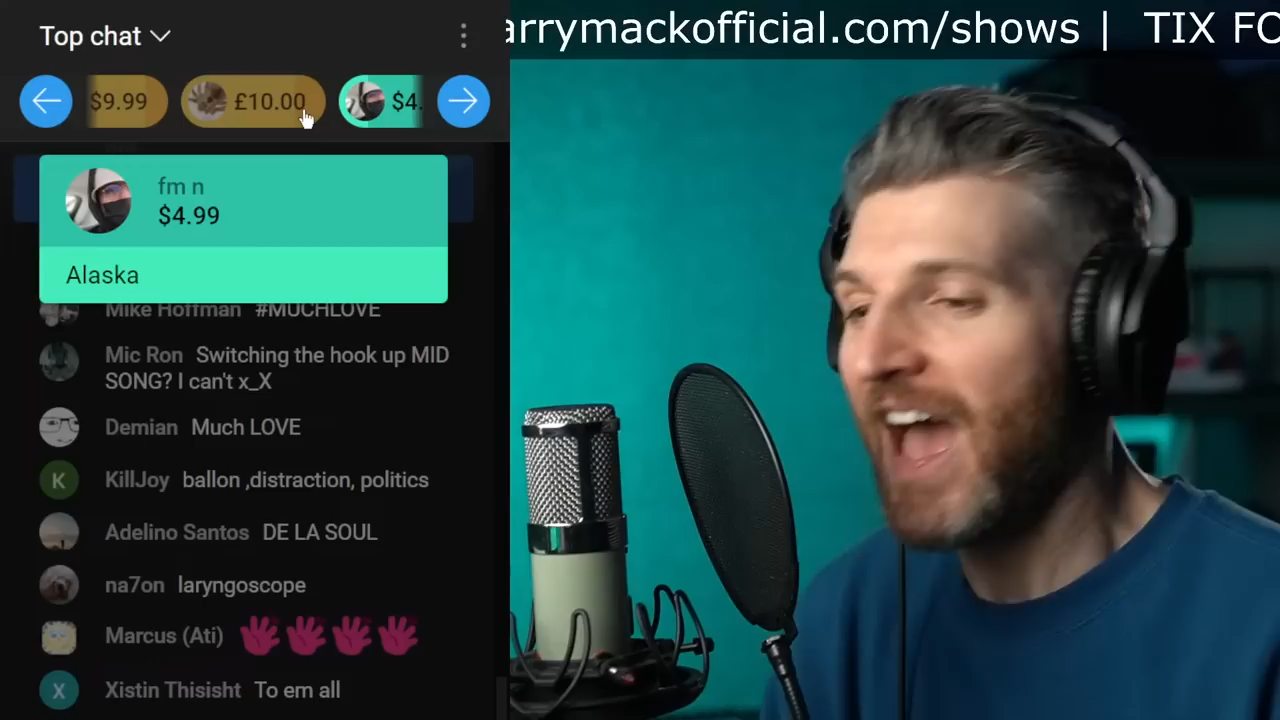 Top chat
arrymackofficial.com/shows | TIX FO
$9.99
£10.00
$4.
fm n
$4.99
Alaska
Mike Hoffman #MUCHLOVE
Mic Ron Switching the hook up MID
SONG? I can't x_X
Demian Much LOVE
K KillJoy ballon ,distraction, politics
Adelino Santos DE LA SOUL
na7on laryngoscope
Marcus (Ati)
X Xistin Thisisht To em all